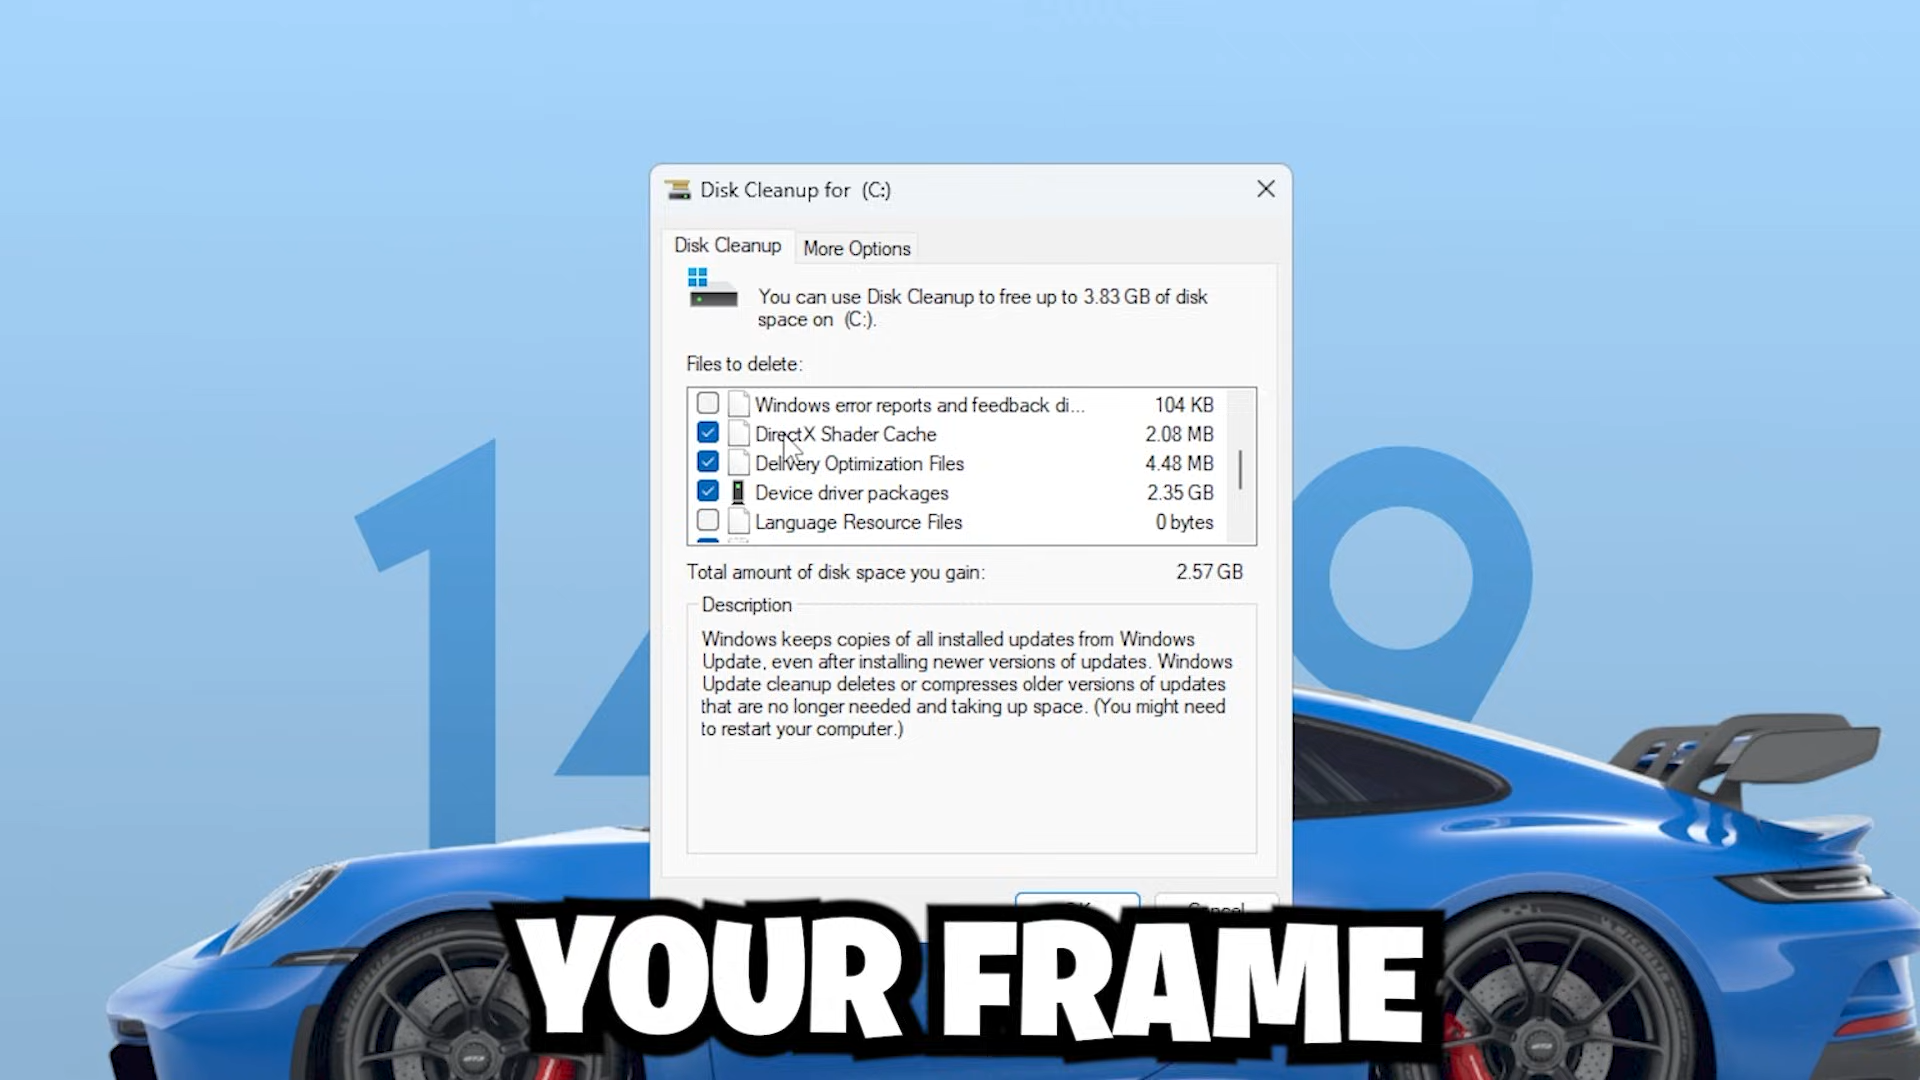 Disk Cleanup for (C:)
Disk Cleanup
More Options
You can use Disk Cleanup to free up to 3.83 GB of disk
space on (C:).
Files to delete:
Windows error reports and feedback di... 104 KB
DirectX Shader Cache 2.08 MB
Delivery Optimization Files 4.48 MB
Device driver packages 2.35 GB
Language Resource Files 0 bytes
Total amount of disk space you gain: 2.57 GB
Description
Windows keeps copies of all installed updates from Windows
Update, even after installing newer versions of updates. Windows
Update cleanup deletes or compresses older versions of updates
that are no longer needed and taking up space. (You might need
to restart your computer.)
OK
Cancel
YOUR FRAME